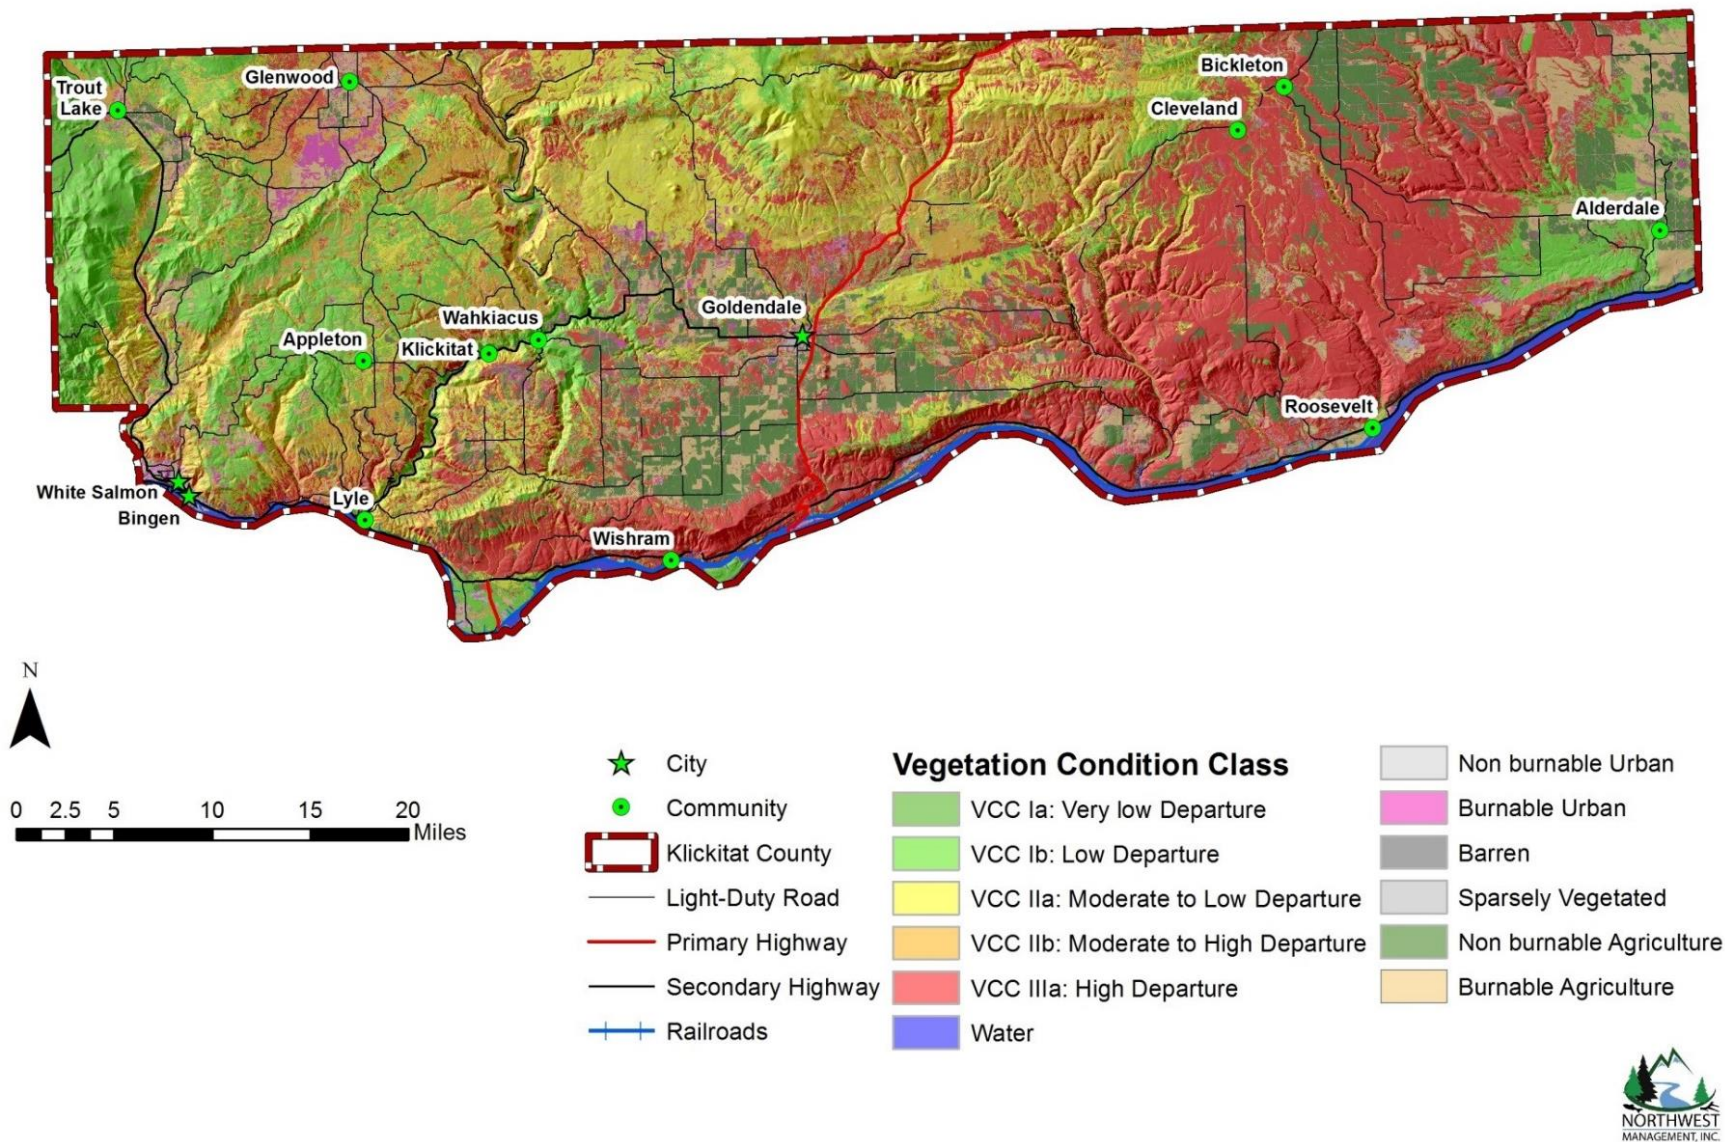 Trout
Lake
Glenwood
Bickleton
Cleveland
Alderdale
Goldendale
Wahkiacus
Appleton
Klickitat
Roosevelt
White Salmon
Bingen
Lyle
Wishram
N
0 2.5 5 10 15 20
Miles
City
Community
Klickitat County
Light-Duty Road
Primary Highway
Secondary Highway
Railroads
Vegetation Condition Class
VCC Ia: Very low Departure
VCC Ib: Low Departure
VCC IIa: Moderate to Low Departure
VCC IIb: Moderate to High Departure
VCC IIIa: High Departure
Water
Non burnable Urban
Burnable Urban
Barren
Sparsely Vegetated
Non burnable Agriculture
Burnable Agriculture
NORTHWEST
MANAGEMENT, INC.